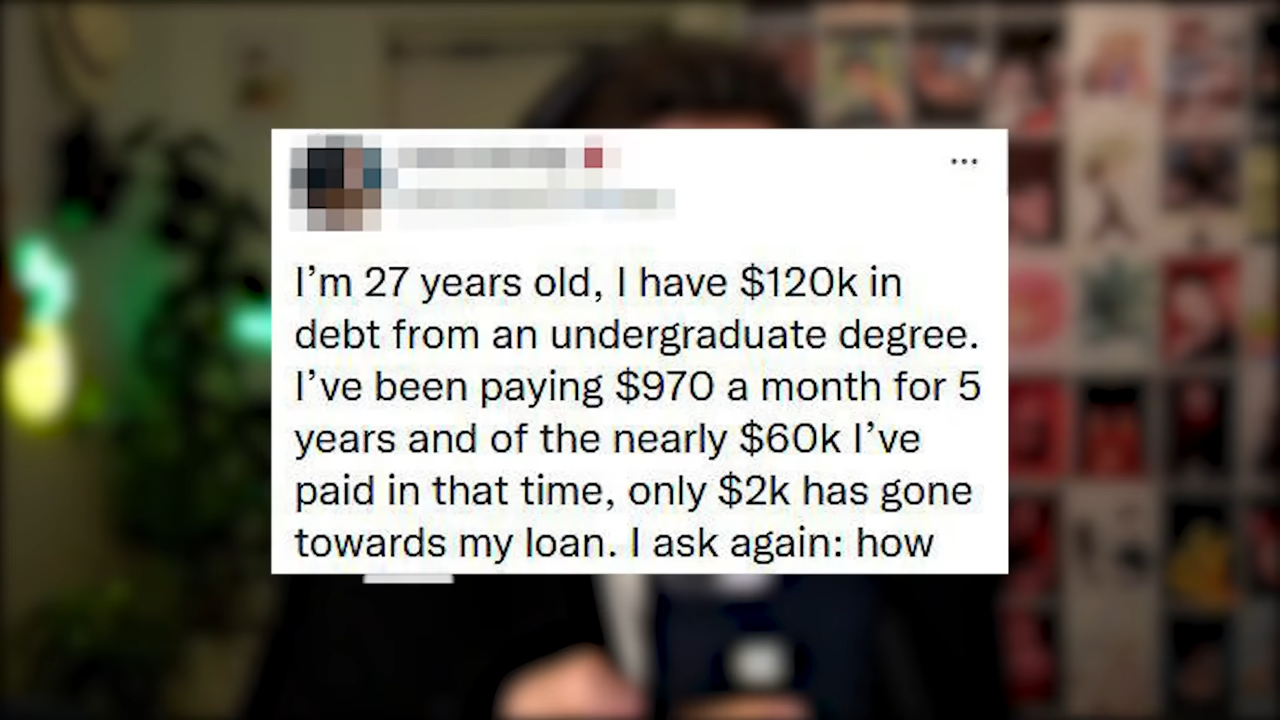 I’m 27 years old, I have $120k in
debt from an undergraduate degree.
I’ve been paying $970 a month for 5
years and of the nearly $60k I’ve
paid in that time, only $2k has gone
towards my loan. I ask again: how